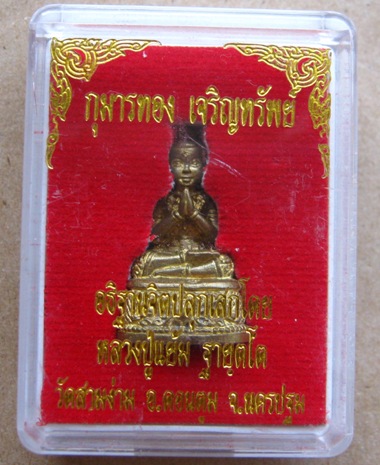 กุมารทอง เจริญทรัพย์
อธิฐานจิตปลุกเสกโดย
หลวงปู่แย้ม ฐานยุตโต
วัดสามง่าม อ.ดอนตูม จ.นครปฐม